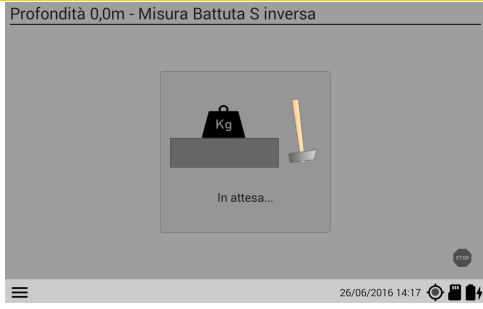 Profondità 0,0m - Misura Battuta S inversa
Kg
In attesa...
STOP
26/06/2016 14:17